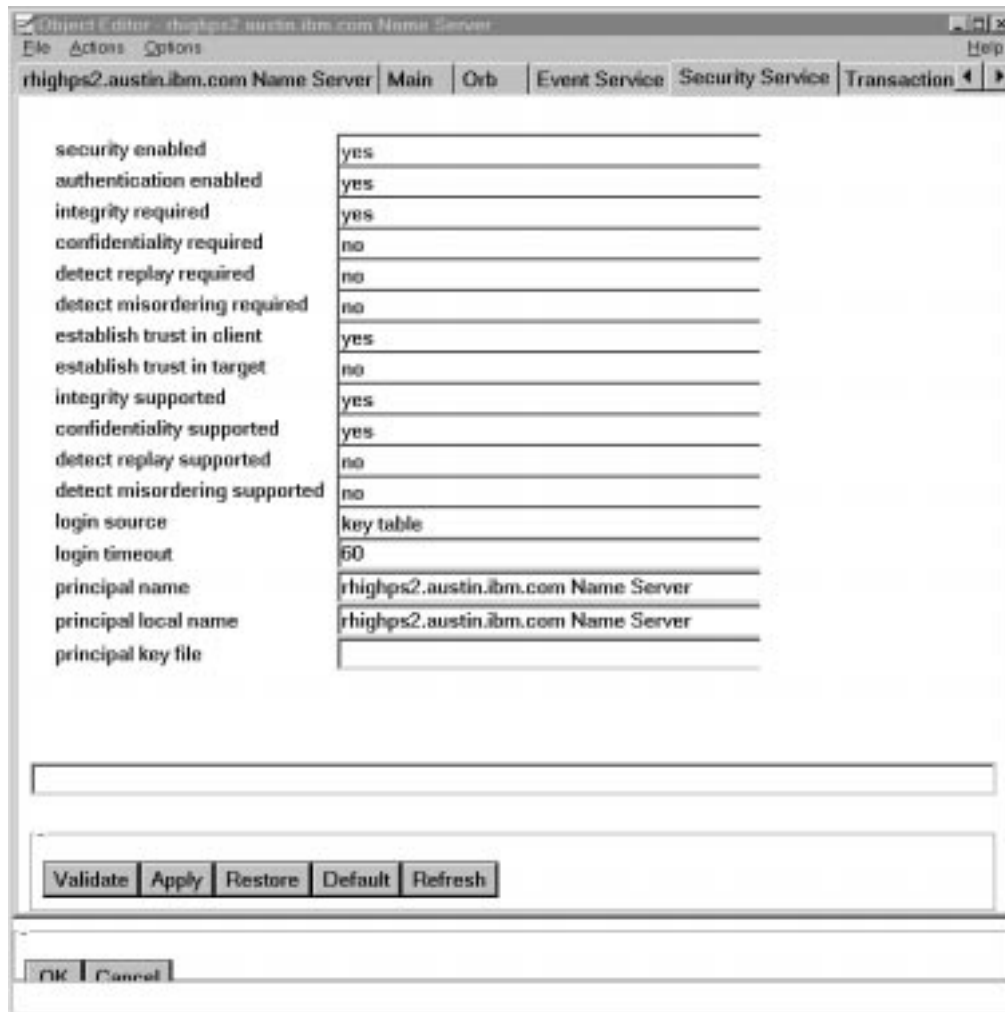 Object Editor - rhighps2.austin.ibm.com Name Server
File Actions Options Help
rhighps2.austin.ibm.com Name Server Main Orb Event Service Security Service Transaction
security enabled yes
authentication enabled yes
integrity required yes
confidentiality required no
detect replay required no
detect misordering required no
establish trust in client yes
establish trust in target no
integrity supported yes
confidentiality supported yes
detect replay supported no
detect misordering supported no
login source key table
login timeout 60
principal name rhighps2.austin.ibm.com Name Server
principal local name rhighps2.austin.ibm.com Name Server
principal key file
Validate Apply Restore Default Refresh
OK Cancel